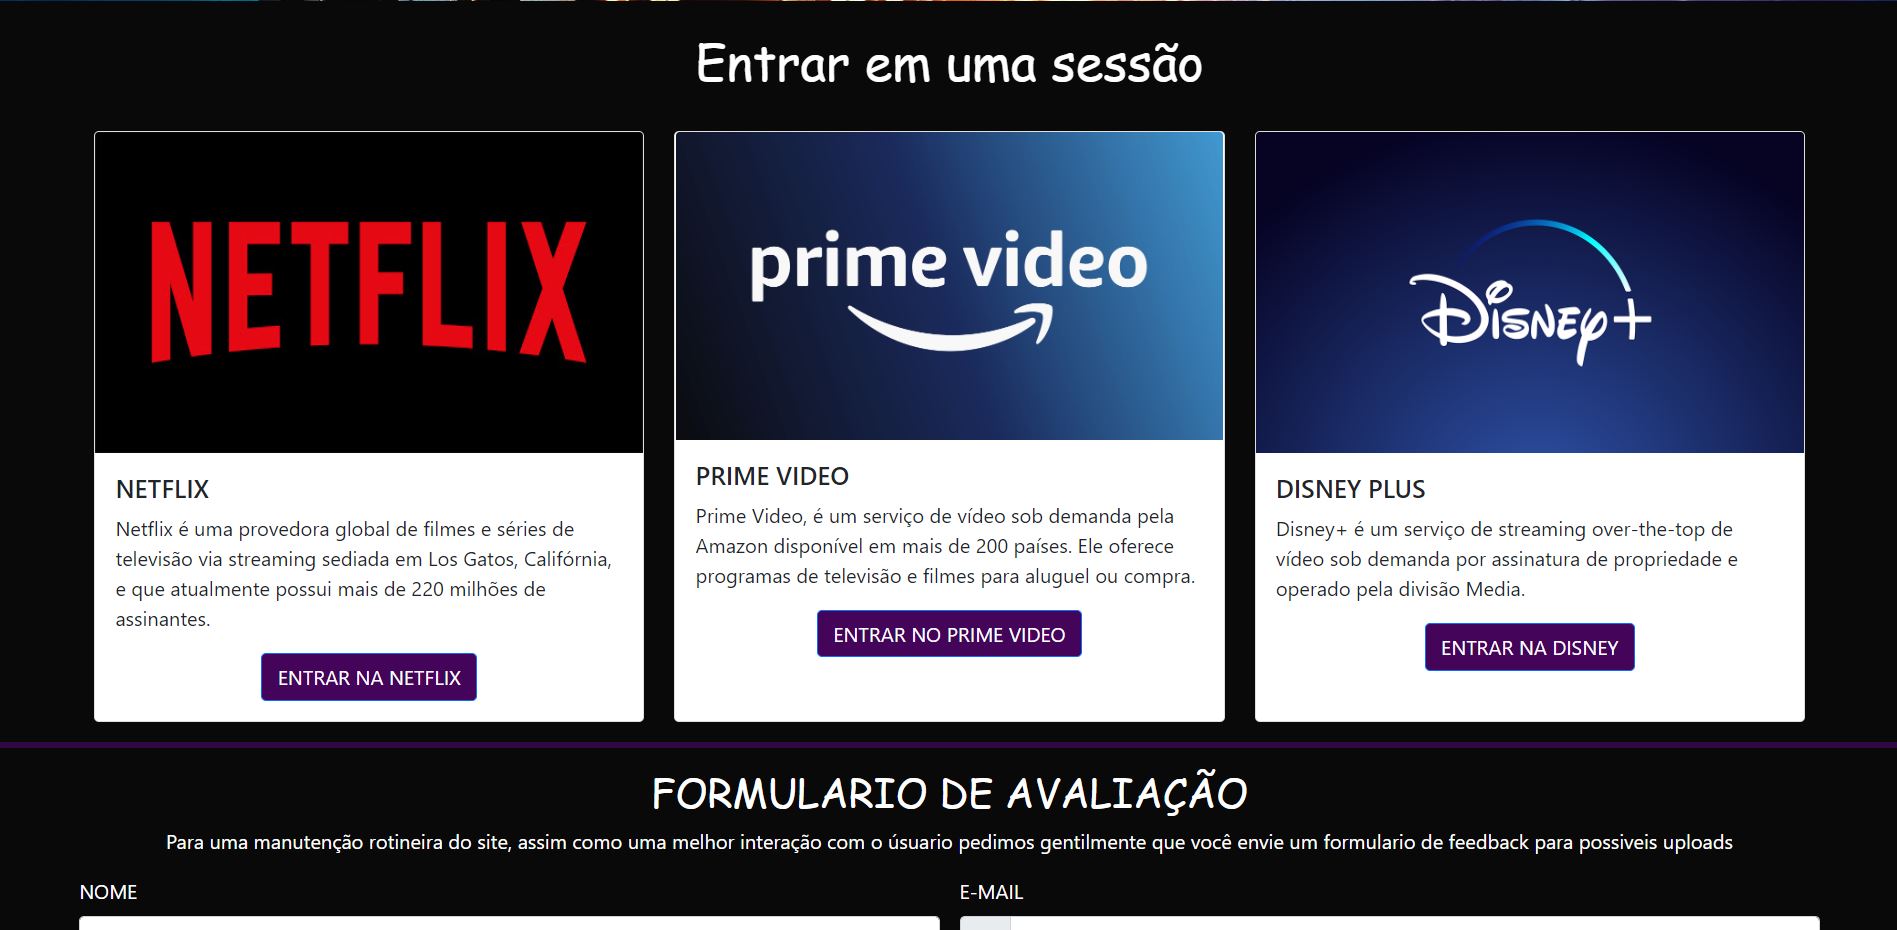 Entrar em uma sessão
NETFLIX
prime video
Disney+
NETFLIX
Netflix é uma provedora global de filmes e séries de
televisão via streaming sediada em Los Gatos, Califórnia,
e que atualmente possui mais de 220 milhões de
assinantes.
ENTRAR NA NETFLIX
PRIME VIDEO
Prime Video, é um serviço de vídeo sob demanda pela
Amazon disponível em mais de 200 países. Ele oferece
programas de televisão e filmes para aluguel ou compra.
ENTRAR NO PRIME VIDEO
DISNEY PLUS
Disney+ é um serviço de streaming over-the-top de
vídeo sob demanda por assinatura de propriedade e
operado pela divisão Media.
ENTRAR NA DISNEY
FORMULARIO DE AVALIAÇÃO
Para uma manutenção rotineira do site, assim como uma melhor interação com o úsuario pedimos gentilmente que você envie um formulario de feedback para possiveis uploads
NOME
E-MAIL